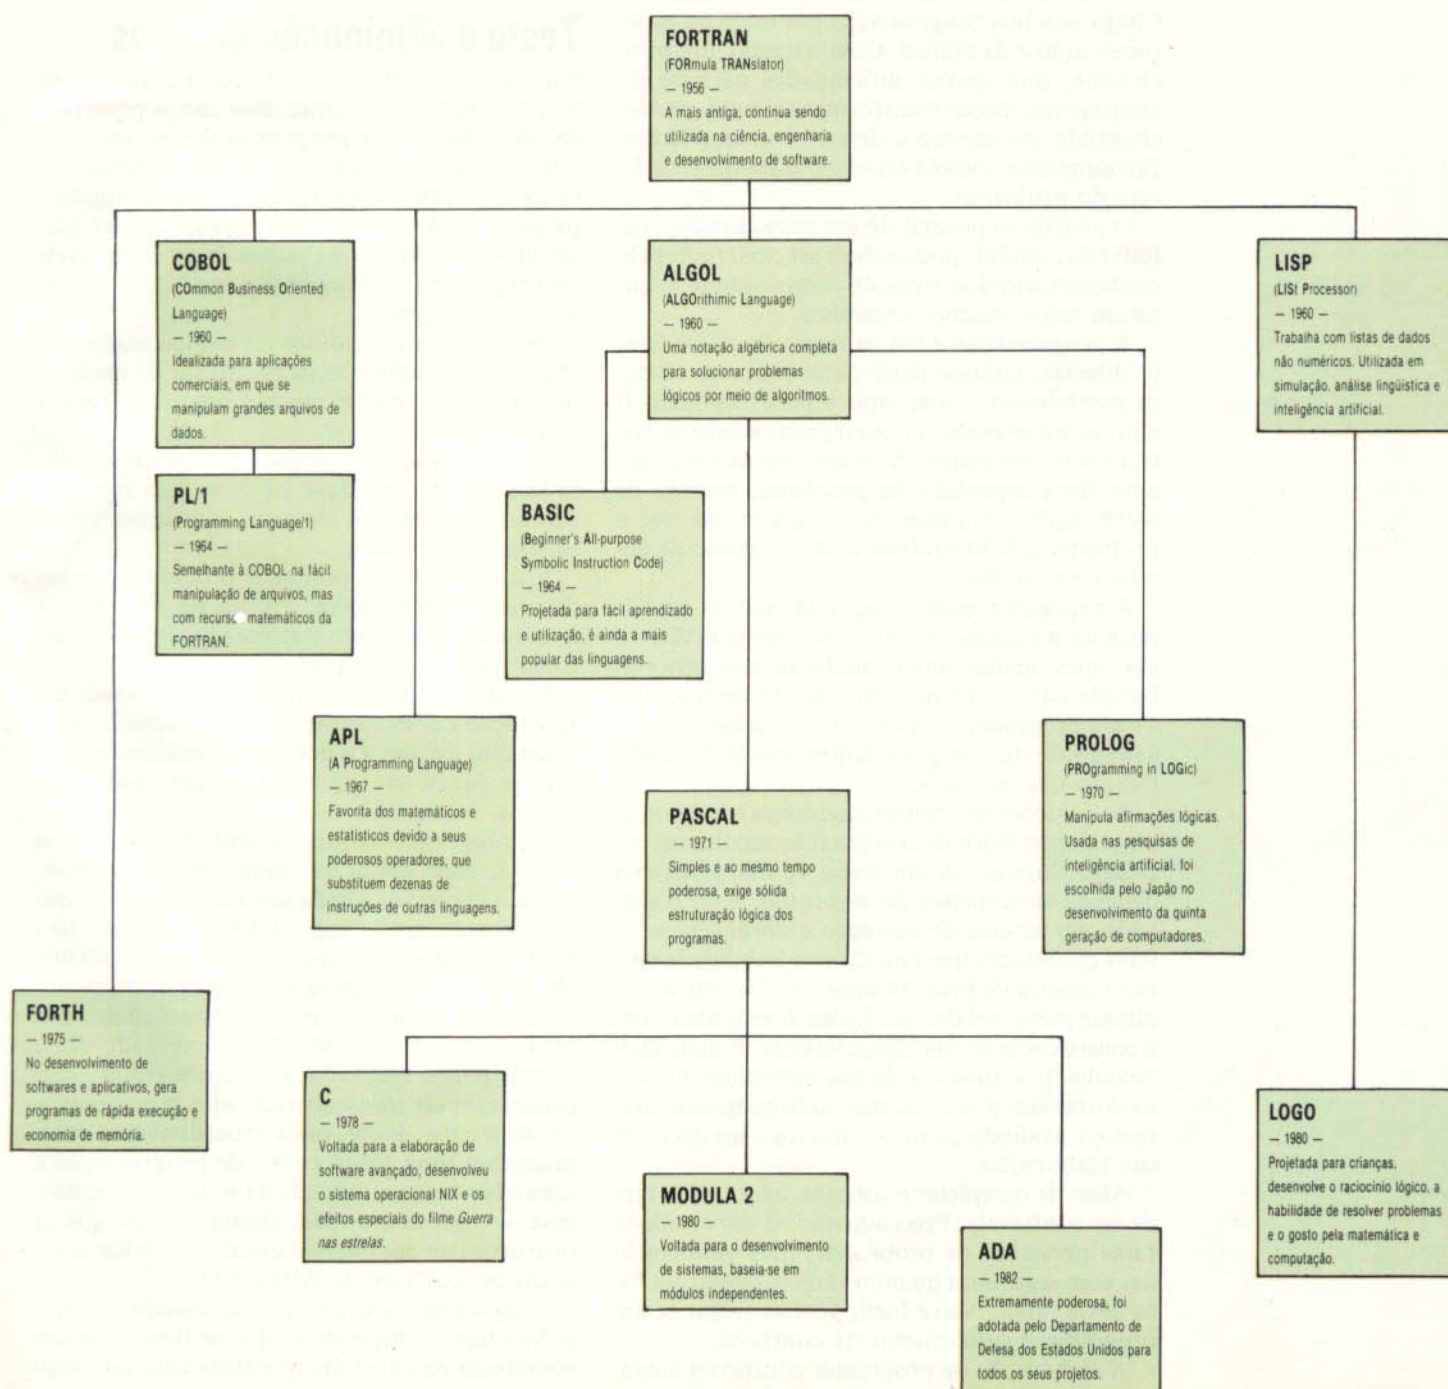 FORTRAN
(FORmula TRANslator)
— 1956 —
A mais antiga, continua sendo
utilizada na ciência, engenharia
e desenvolvimento de software.
COBOL
(COmmon Business Oriented
Language)
— 1960 —
Idealizada para aplicações
comerciais, em que se
manipulam grandes arquivos de
dados.
ALGOL
(ALGOrithimic Language)
— 1960 —
Uma notação algébrica completa
para solucionar problemas
lógicos por meio de algoritmos.
LISP
(LISt Processor)
— 1960 —
Trabalha com listas de dados
não numéricos. Utilizada em
simulação, análise lingüística e
inteligência artificial.
PL/1
(Programming Language/1)
— 1964 —
Semelhante à COBOL na fácil
manipulação de arquivos, mas
com recursos matemáticos da
FORTRAN.
BASIC
(Beginner's All-purpose
Symbolic Instruction Code)
— 1964 —
Projetada para fácil aprendizado
e utilização, é ainda a mais
popular das linguagens.
APL
(A Programming Language)
— 1967 —
Favorita dos matemáticos e
estatísticos devido a seus
poderosos operadores, que
substituem dezenas de
instruções de outras linguagens.
PROLOG
(PROgramming in LOGic)
— 1970 —
Manipula afirmações lógicas.
Usada nas pesquisas de
inteligência artificial, foi
escolhida pelo Japão no
desenvolvimento da quinta
geração de computadores.
PASCAL
— 1971 —
Simples e ao mesmo tempo
poderosa, exige sólida
estruturação lógica dos
programas.
FORTH
— 1975 —
No desenvolvimento de
softwares e aplicativos, gera
programas de rápida execução e
economia de memória.
C
— 1978 —
Voltada para a elaboração de
software avançado, desenvolveu
o sistema operacional NIX e os
efeitos especiais do filme Guerra
nas estrelas.
LOGO
— 1980 —
Projetada para crianças,
desenvolve o raciocínio lógico, a
habilidade de resolver problemas
e o gosto pela matemática e
computação.
MODULA 2
— 1980 —
Voltada para o desenvolvimento
de sistemas, baseia-se em
módulos independentes.
ADA
— 1982 —
Extremamente poderosa, foi
adotada pelo Departamento de
Defesa dos Estados Unidos para
todos os seus projetos.